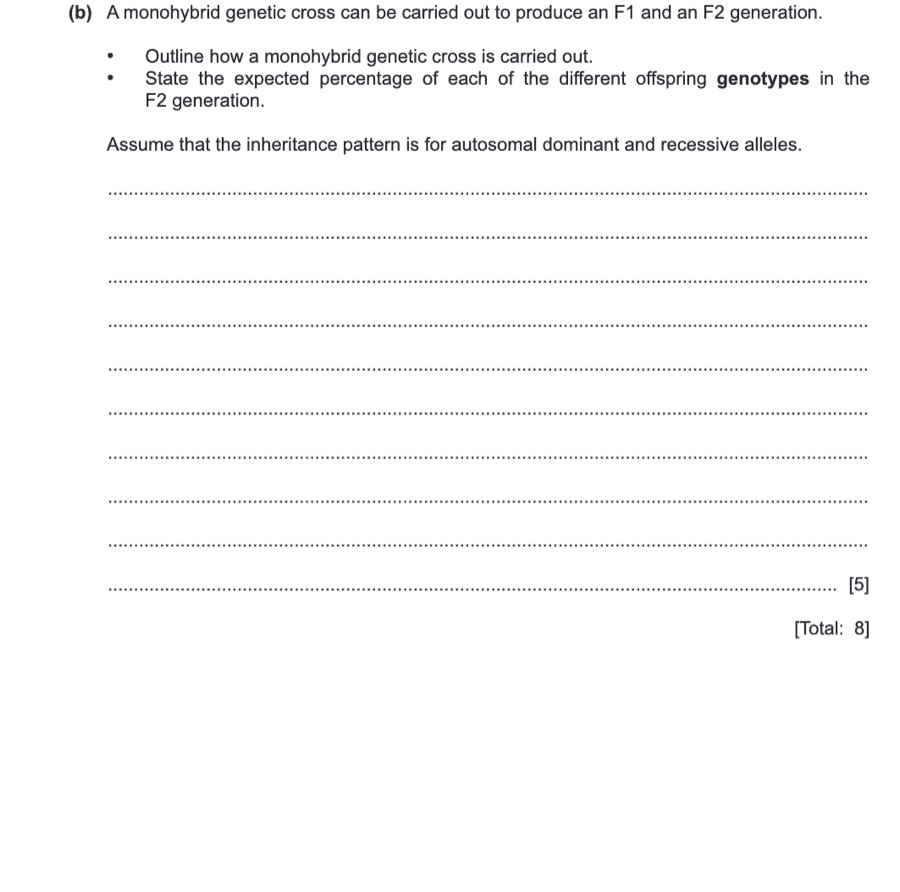 (b) A monohybrid genetic cross can be carried out to produce an F1 and an F2 generation.
• Outline how a monohybrid genetic cross is carried out.
• State the expected percentage of each of the different offspring genotypes in the
F2 generation.
Assume that the inheritance pattern is for autosomal dominant and recessive alleles.
[5]
[Total: 8]